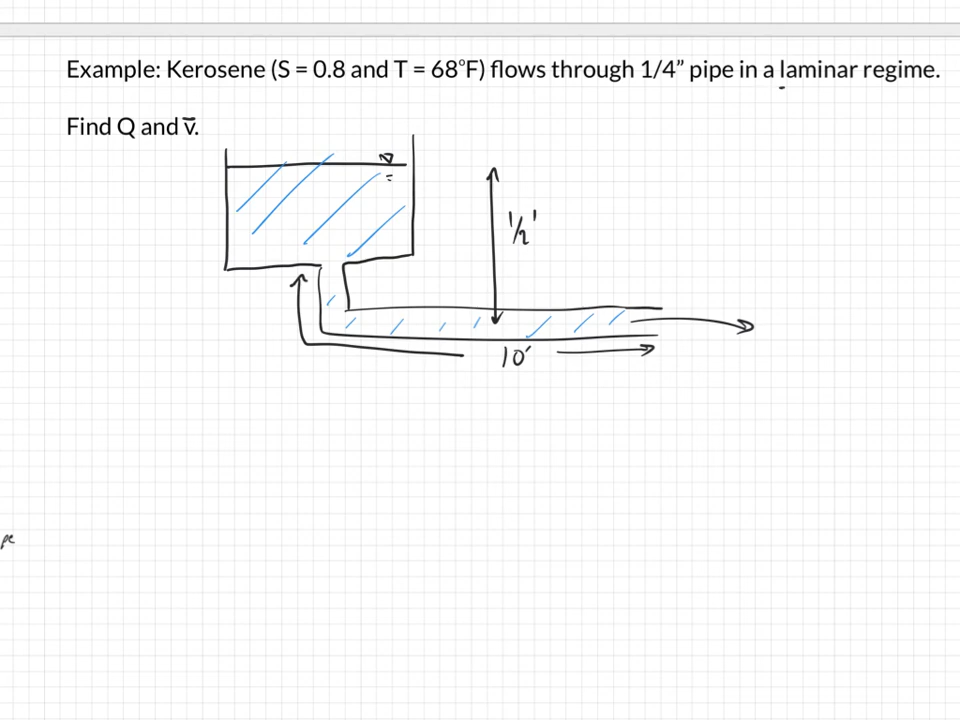 Example: Kerosene (S = 0.8 and T = 68°F) flows through 1/4” pipe in a laminar regime.
Find Q and v̄.
1/2'
10'
pe